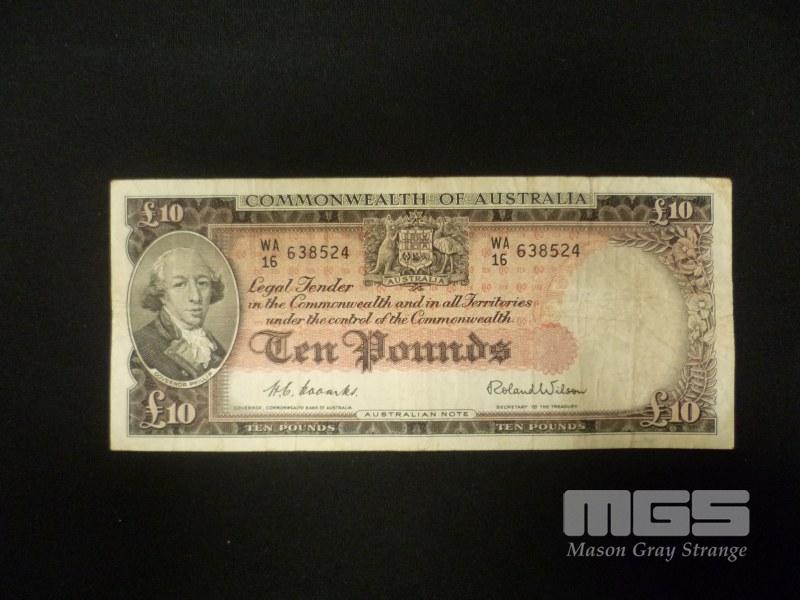 COMMONWEALTH OF AUSTRALIA
£10 £10
WA 16 638524 WA 16 638524
AUSTRALIA
Legal Tender
in the Commonwealth and in all Territories
under the control of the Commonwealth.
Ten Pounds
GOVERNOR PHILLIP
H.C. Coombs. Roland Wilson
GOVERNOR, COMMONWEALTH BANK OF AUSTRALIA SECRETARY TO THE TREASURY
£10 AUSTRALIAN NOTE £10
TEN POUNDS TEN POUNDS
MGS
Mason Gray Strange